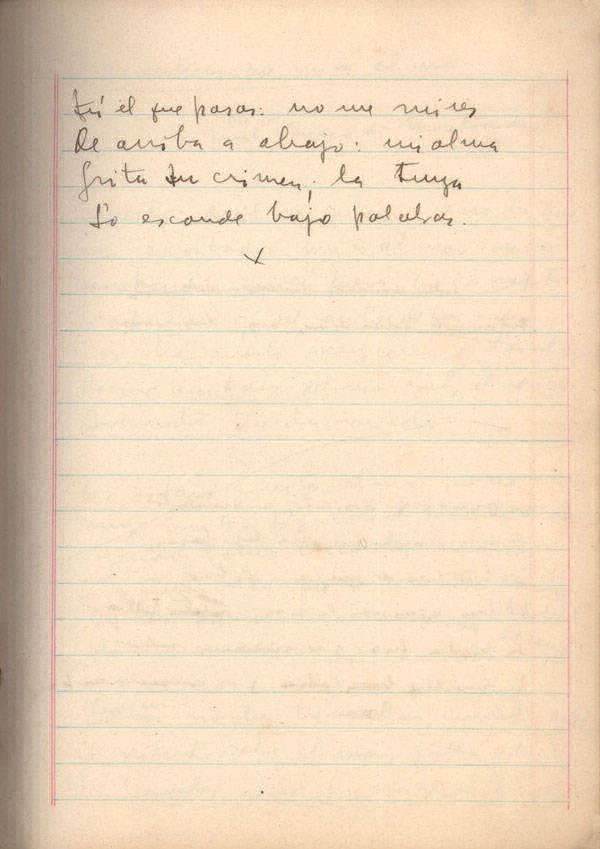 tú el que pasas: no me mires
De arriba a abajo: mi alma
Grita tu crimen; la tuya
Lo esconde bajo palabras.
x